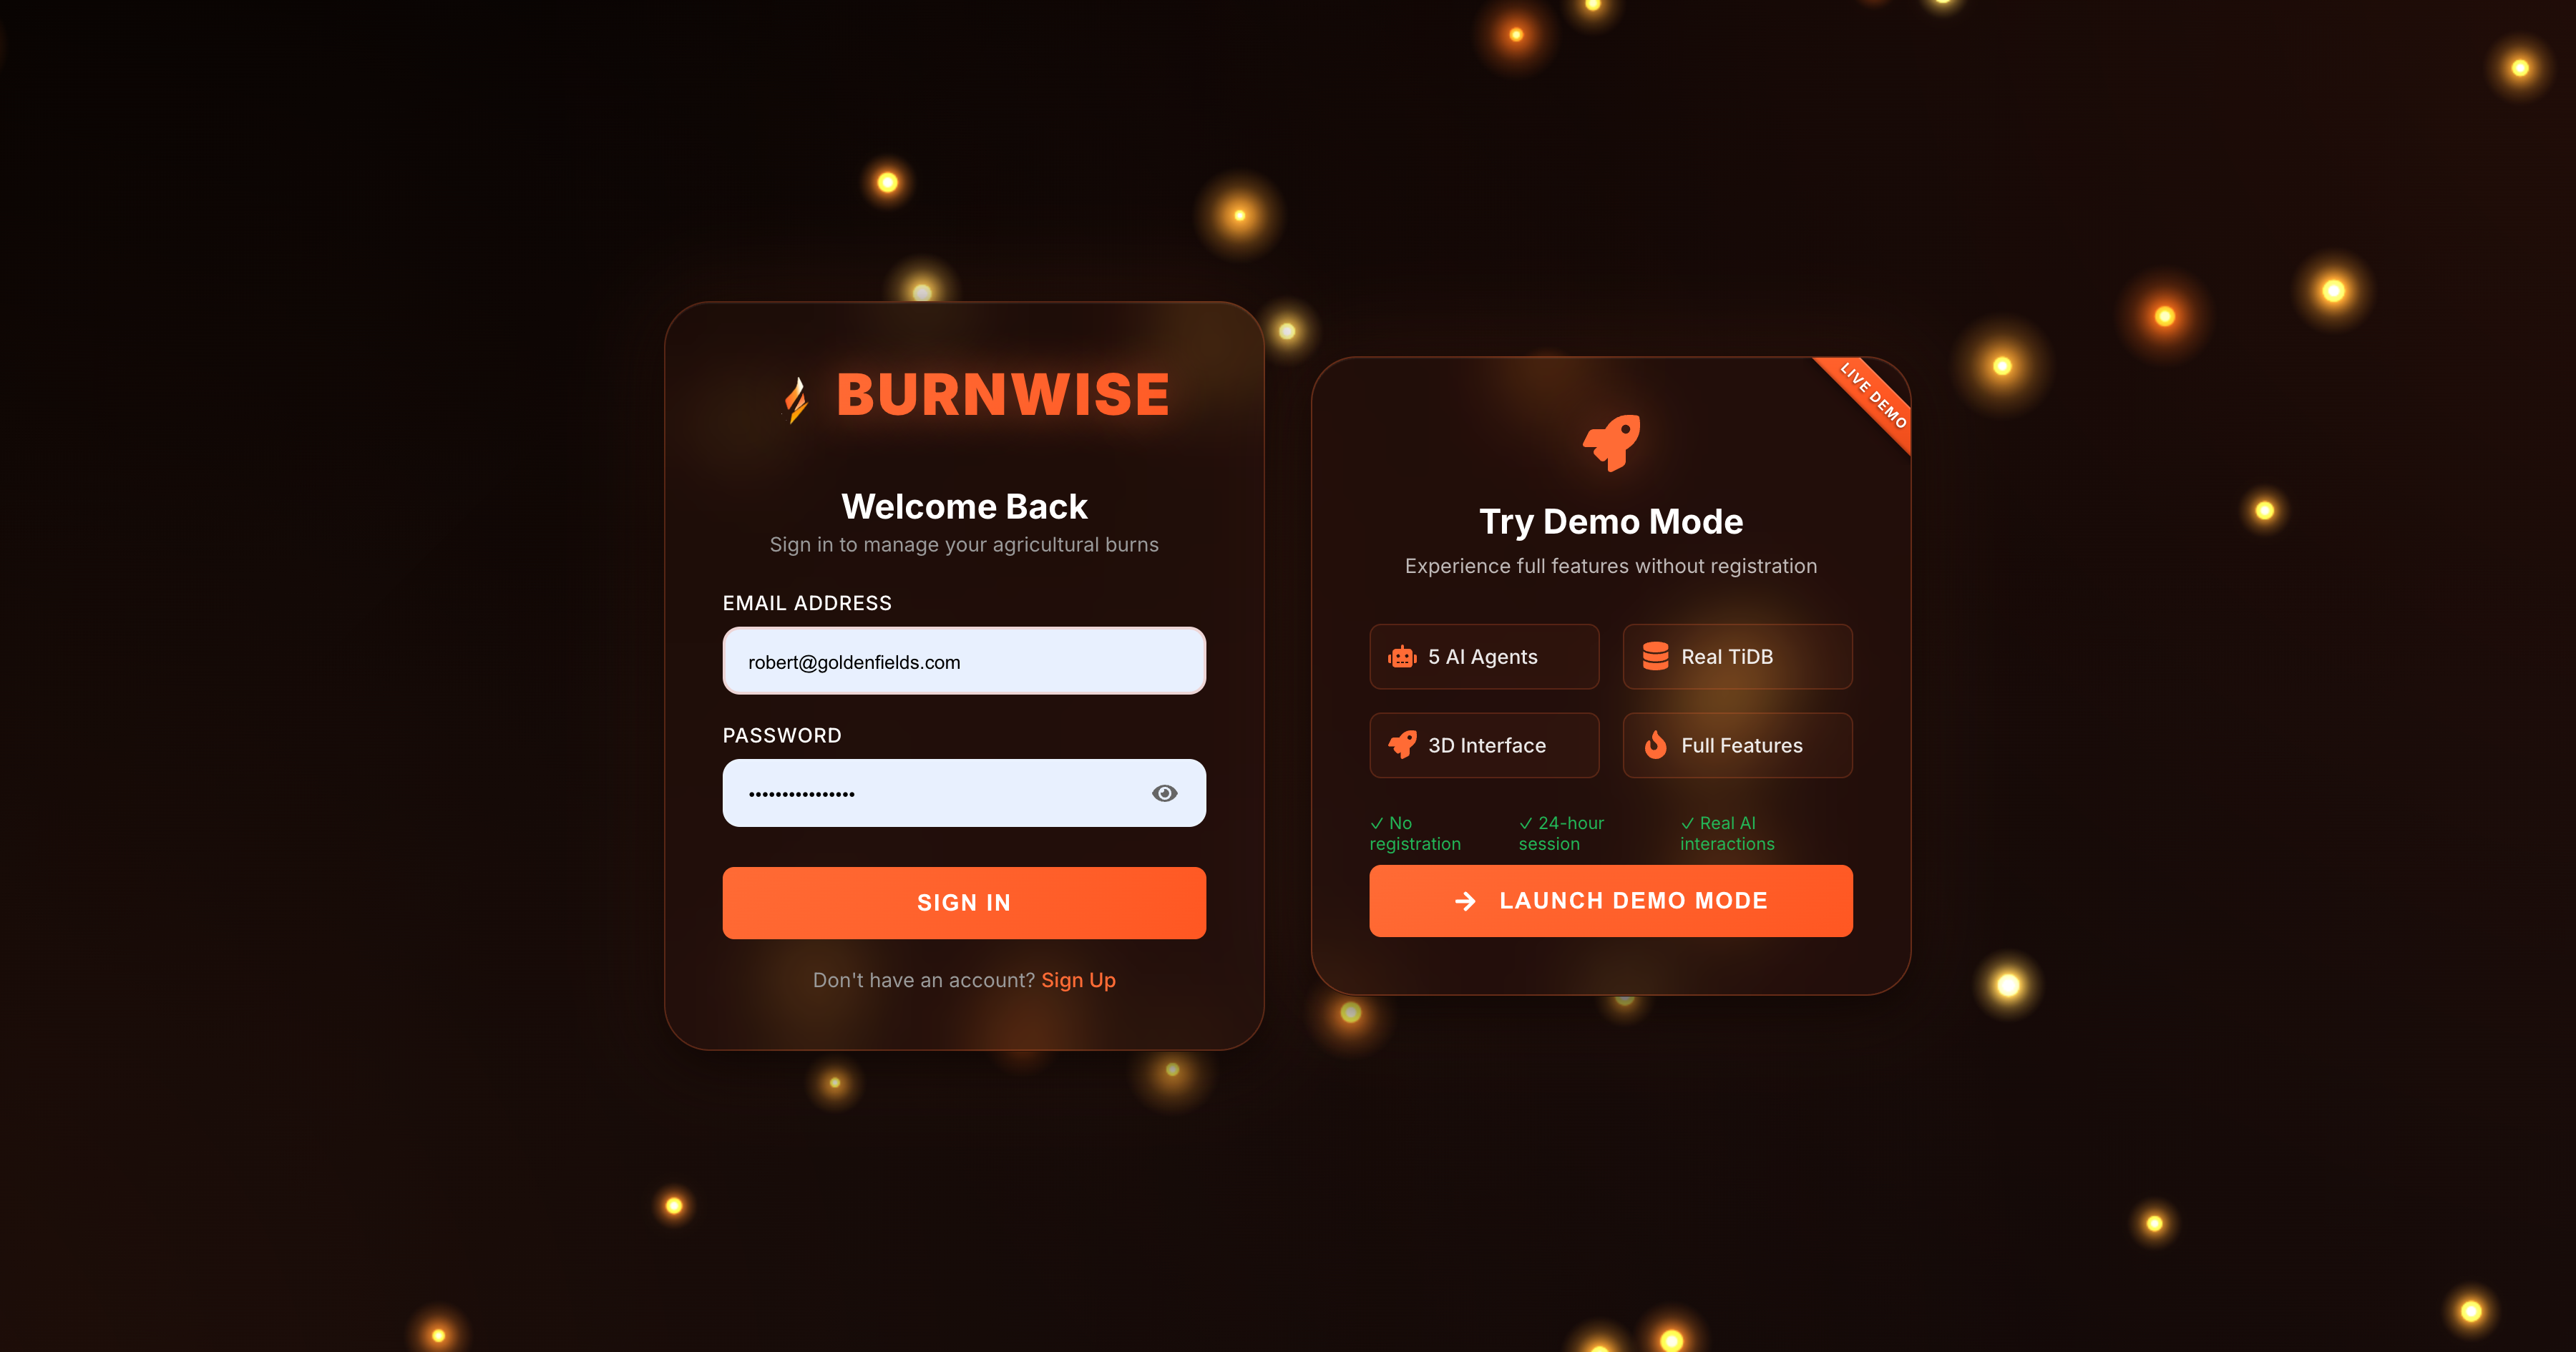 BURNWISE
Welcome Back
Sign in to manage your agricultural burns
EMAIL ADDRESS
robert@goldenfields.com
PASSWORD
••••••••••••••••
SIGN IN
Don't have an account? Sign Up
LIVE DEMO
Try Demo Mode
Experience full features without registration
5 AI Agents
Real TiDB
3D Interface
Full Features
✓ No
registration
✓ 24-hour
session
✓ Real AI
interactions
→ LAUNCH DEMO MODE